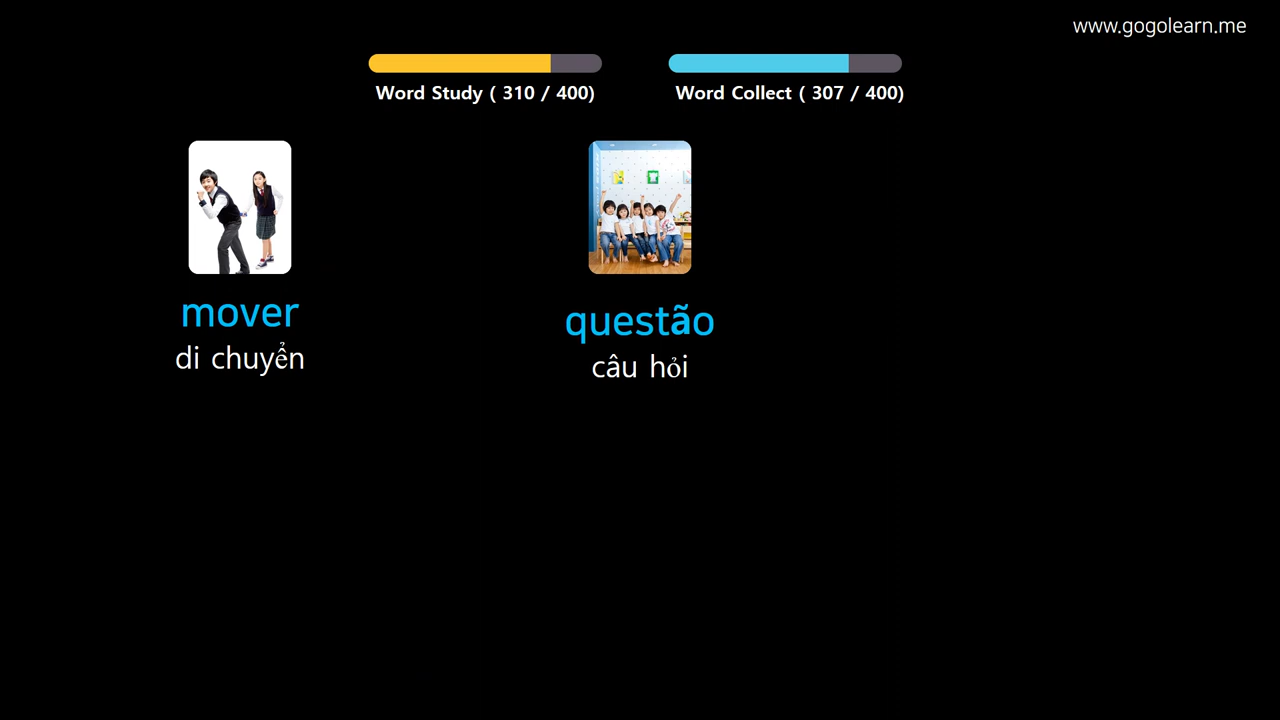 www.gogolearn.me
Word Study ( 310 / 400)
Word Collect ( 307 / 400)
mover
di chuyển
questão
câu hỏi